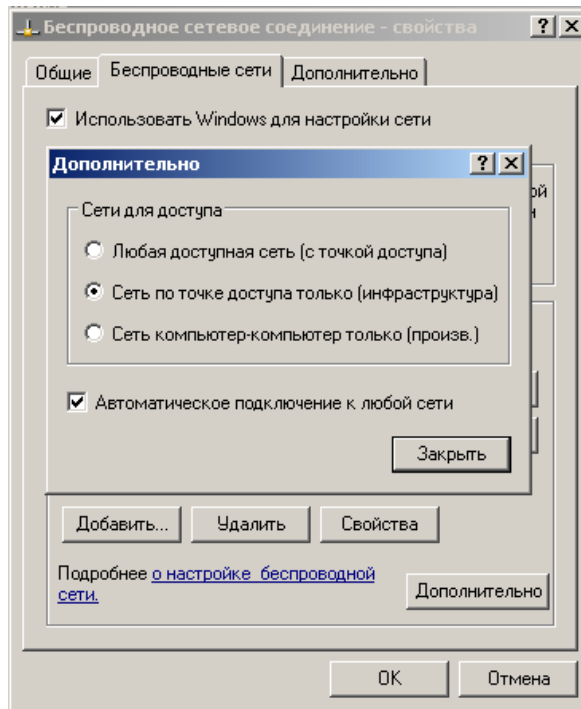 Беспроводное сетевое соединение - свойства
Общие
Беспроводные сети
Дополнительно
Использовать Windows для настройки сети
Дополнительно
Сети для доступа
Любая доступная сеть (с точкой доступа)
Сеть по точке доступа только (инфраструктура)
Сеть компьютер-компьютер только (произв.)
Автоматическое подключение к любой сети
Закрыть
Добавить...
Удалить
Свойства
Подробнее о настройке беспроводной
сети.
Дополнительно
OK
Отмена